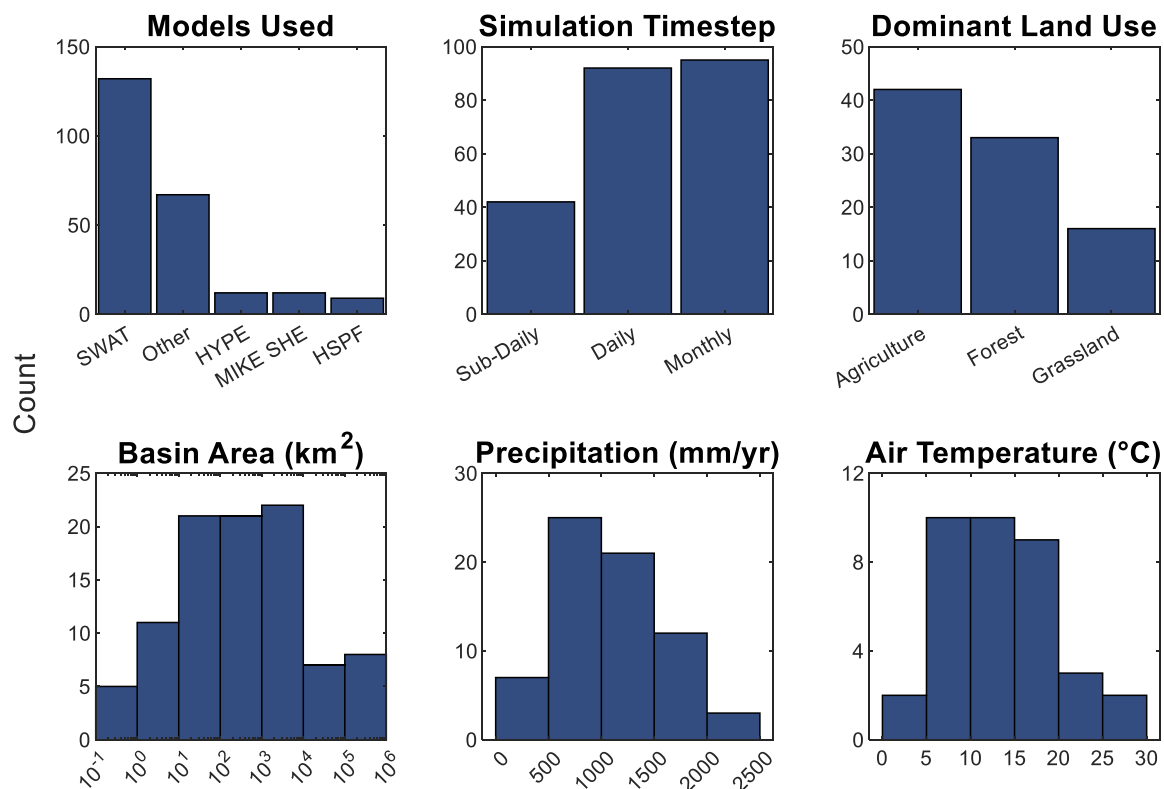 Models Used
150
100
50
0
SWAT
Other
HYPE
MIKE SHE
HSPF
Simulation Timestep
100
80
60
40
20
0
Sub-Daily
Daily
Monthly
Dominant Land Use
50
40
30
20
10
0
Agriculture
Forest
Grassland
Count
Basin Area (km²)
25
20
15
10
5
0
10⁻¹
10⁰
10¹
10²
10³
10⁴
10⁵
10⁶
Precipitation (mm/yr)
30
20
10
0
0
500
1000
1500
2000
2500
Air Temperature (°C)
12
8
4
0
0
5
10
15
20
25
30